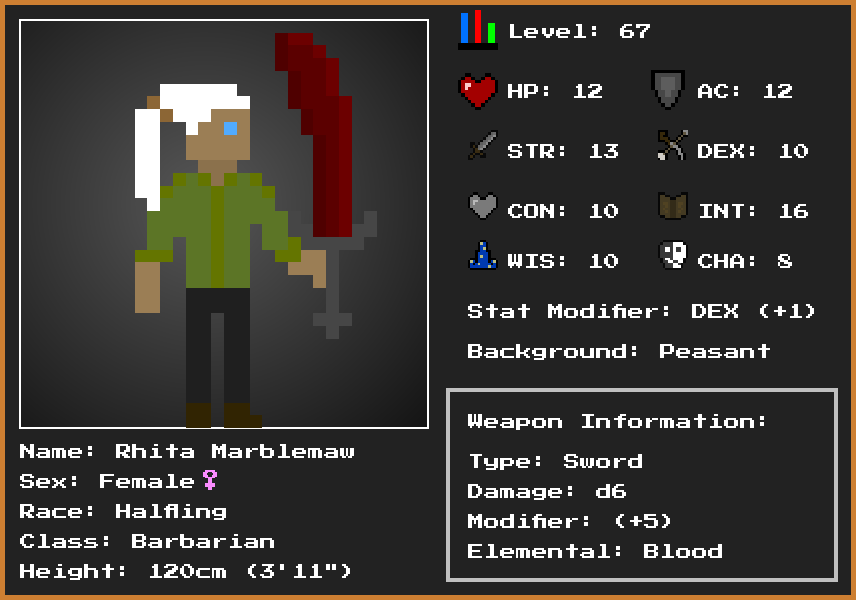 Level: 67
HP: 12 AC: 12
STR: 13 DEX: 10
CON: 10 INT: 16
WIS: 10 CHA: 8
Stat Modifier: DEX (+1)
Background: Peasant
Weapon Information:
Type: Sword
Damage: d6
Modifier: (+5)
Elemental: Blood
Name: Rhita Marblemaw
Sex: Female♀
Race: Halfling
Class: Barbarian
Height: 120cm (3'11")